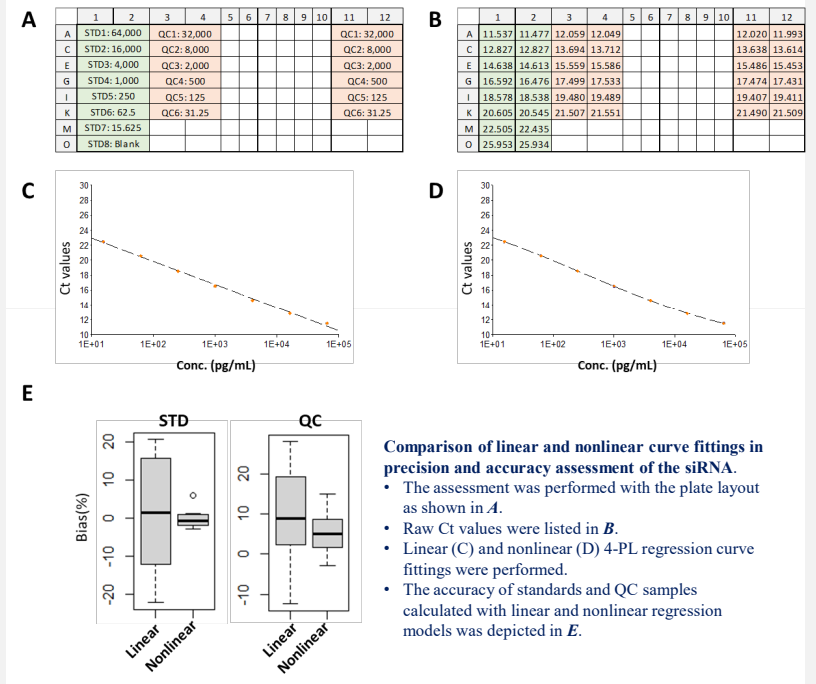 A
1 2 3 4 5 6 7 8 9 10 11 12
A STD1: 64,000 QC1: 32,000 QC1: 32,000
C STD2: 16,000 QC2: 8,000 QC2: 8,000
E STD3: 4,000 QC3: 2,000 QC3: 2,000
G STD4: 1,000 QC4: 500 QC4: 500
I STD5: 250 QC5: 125 QC5: 125
K STD6: 62.5 QC6: 31.25 QC6: 31.25
M STD7: 15.625
O STD8: Blank
B
1 2 3 4 5 6 7 8 9 10 11 12
A 11.537 11.477 12.059 12.049 12.020 11.993
C 12.827 12.827 13.694 13.712 13.638 13.614
E 14.638 14.613 15.559 15.586 15.486 15.453
G 16.592 16.476 17.499 17.533 17.474 17.431
I 18.578 18.538 19.480 19.489 19.407 19.411
K 20.605 20.545 21.507 21.551 21.490 21.509
M 22.505 22.435
O 25.953 25.934
C
Ct values
30
28
26
24
22
20
18
16
14
12
10
1E+01 1E+02 1E+03 1E+04 1E+05
Conc. (pg/mL)
D
Ct values
30
28
26
24
22
20
18
16
14
12
10
1E+01 1E+02 1E+03 1E+04 1E+05
Conc. (pg/mL)
E
STD
Bias(%)
20
10
0
-10
-20
Linear
Nonlinear
QC
20
10
0
-10
Linear
Nonlinear
Comparison of linear and nonlinear curve fittings in
precision and accuracy assessment of the siRNA.
• The assessment was performed with the plate layout
as shown in A.
• Raw Ct values were listed in B.
• Linear (C) and nonlinear (D) 4-PL regression curve
fittings were performed.
• The accuracy of standards and QC samples
calculated with linear and nonlinear regression
models was depicted in E.